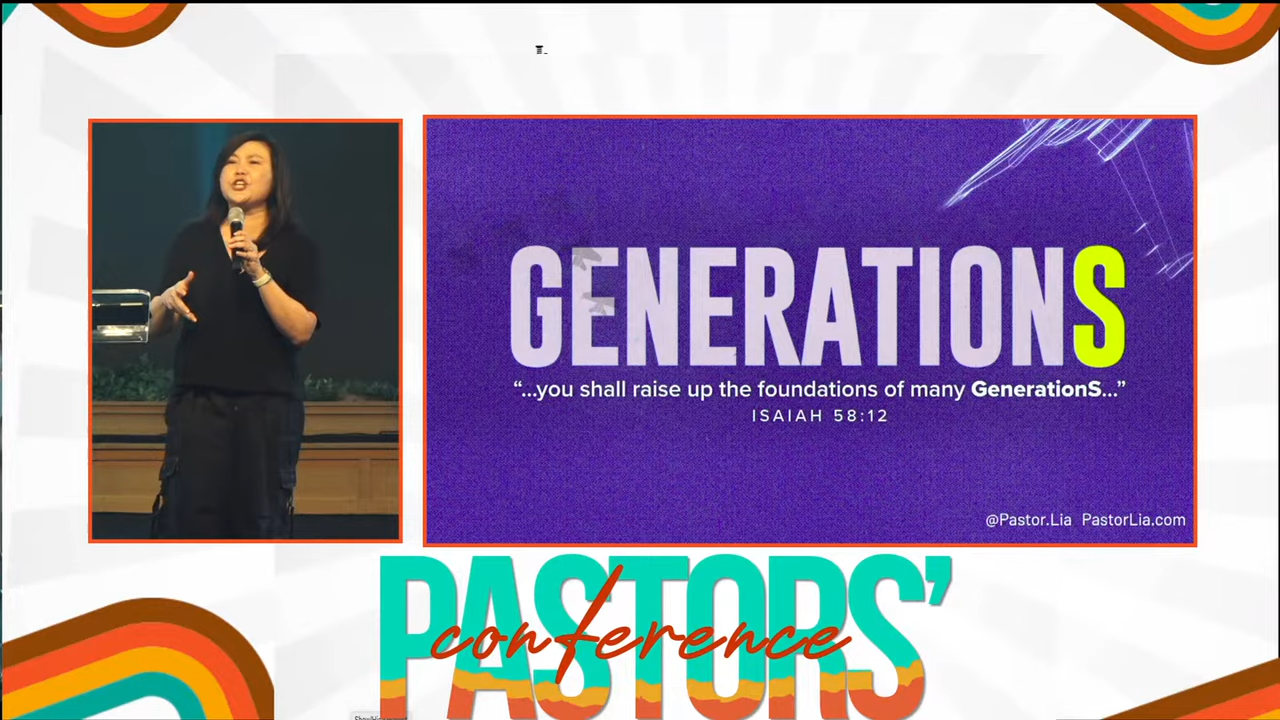 GENERATIONS
“...you shall raise up the foundations of many GenerationS...”
ISAIAH 58:12
@Pastor.Lia PastorLia.com
PASTORS’
conference